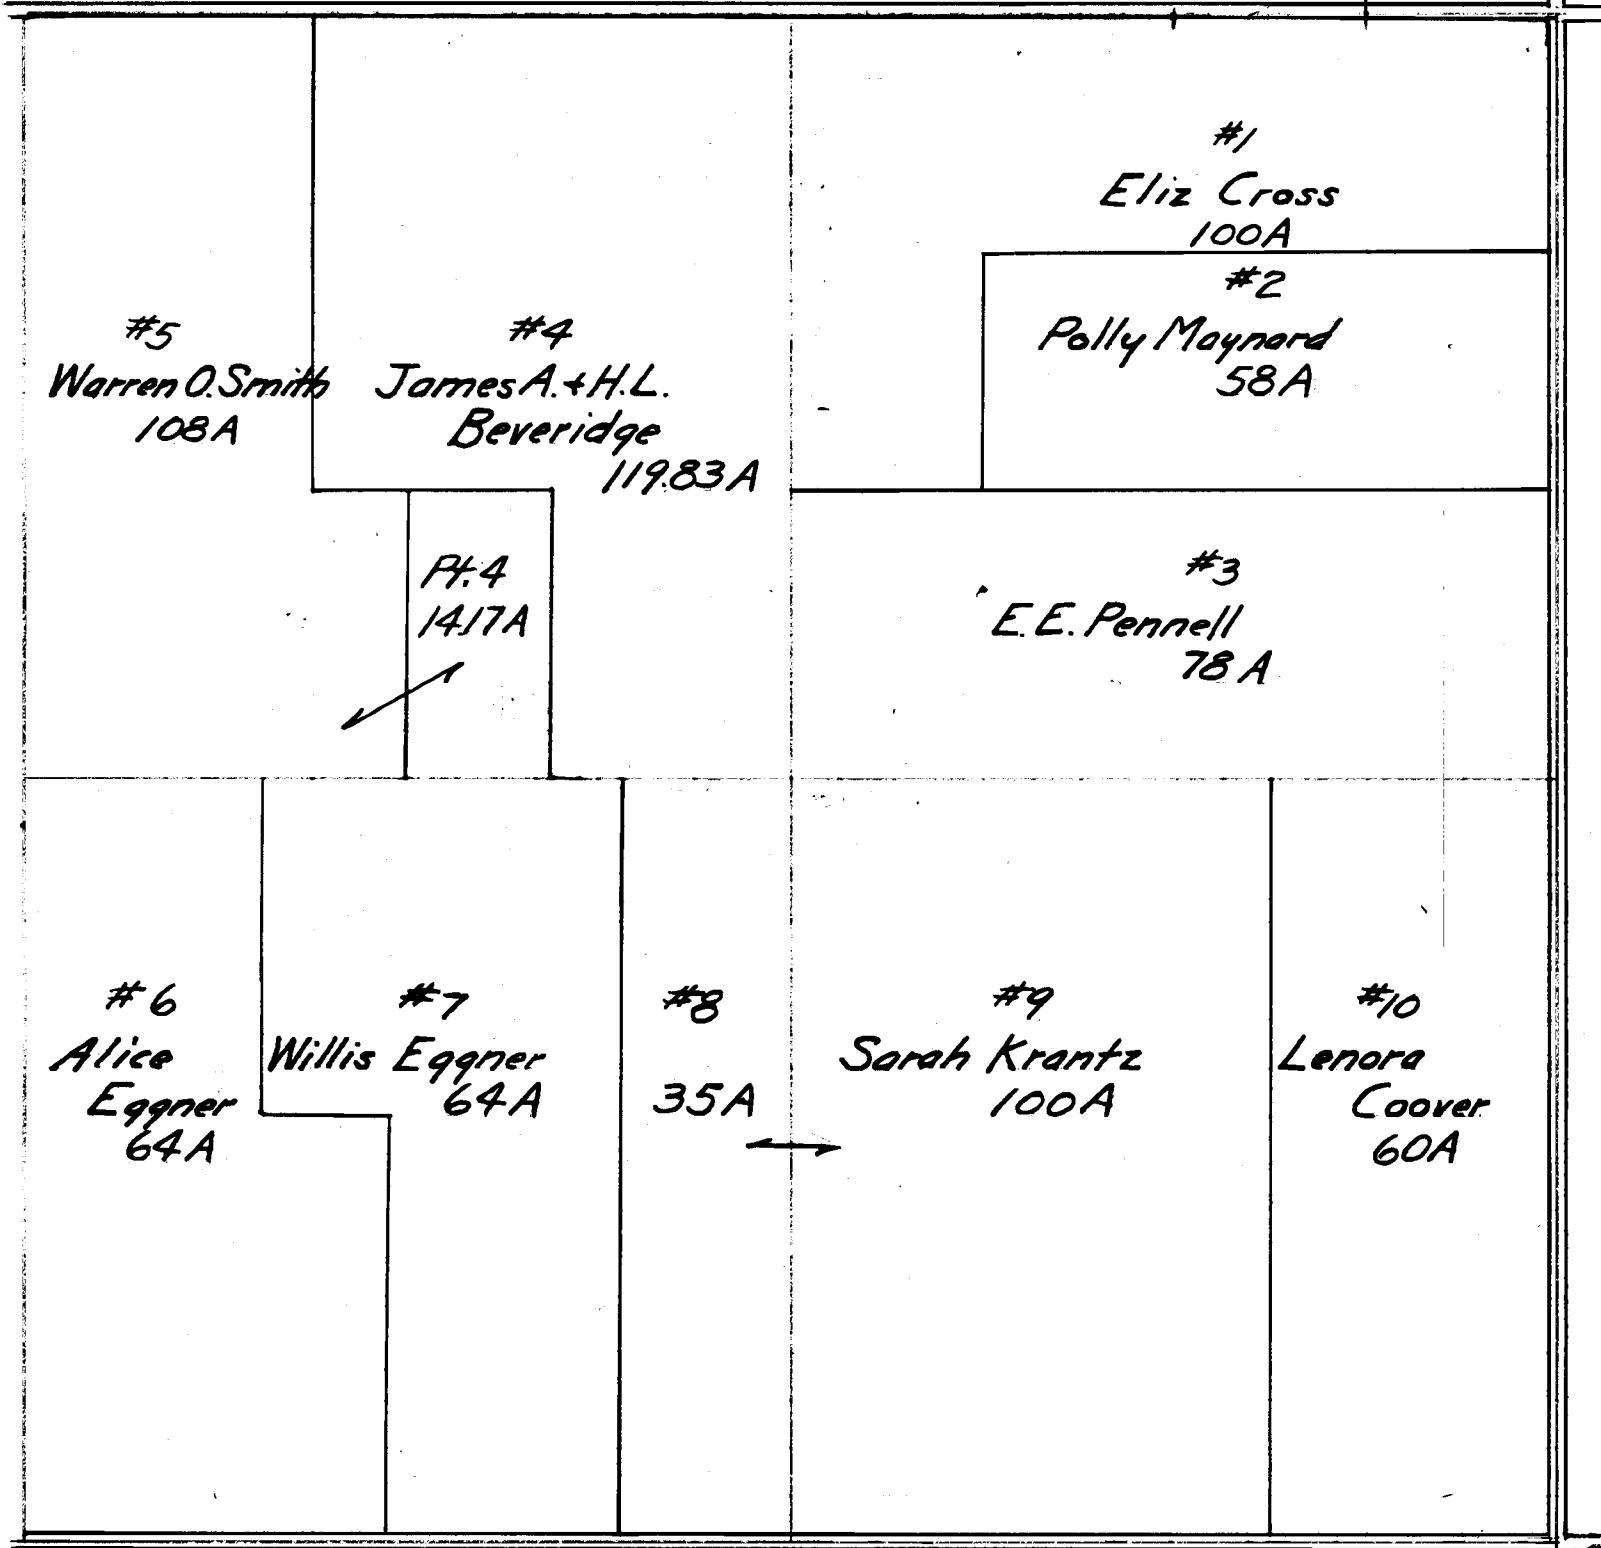 #1
Eliz Cross
100A
#2
Polly Maynard
58A
#5
Warren O. Smith
108A
#4
James A. + H.L.
Beveridge
119.83A
Pt. 4
14.17A
#3
E.E. Pennell
78A
#6
Alice
Eggner
64A
#7
Willis Eggner
64A
#8
35A
#9
Sarah Krantz
100A
#10
Lenora
Coover
60A